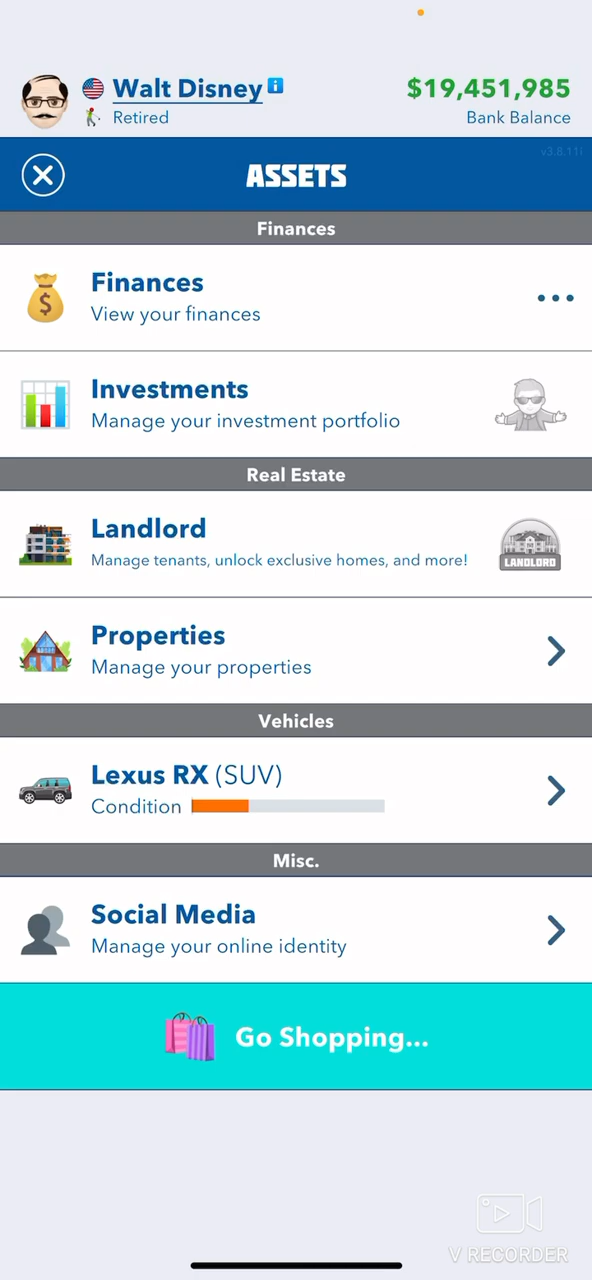 Walt Disney
$19,451,985
Retired
Bank Balance
v3.8.11i
ASSETS
Finances
Finances
View your finances
Investments
Manage your investment portfolio
Real Estate
Landlord
Manage tenants, unlock exclusive homes, and more!
LANDLORD
Properties
Manage your properties
Vehicles
Lexus RX (SUV)
Condition
Misc.
Social Media
Manage your online identity
Go Shopping...
V RECORDER